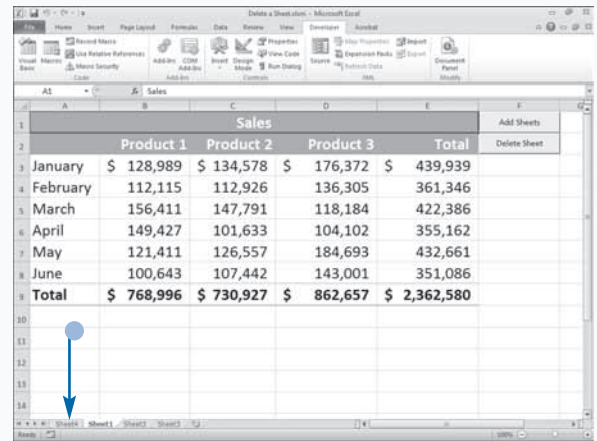 Delete a Sheet.xlsm - Microsoft Excel
File Home Insert Page Layout Formulas Data Review View Developer Acrobat
Visual Basic Macros Record Macro Use Relative References Macro Security Code
Add-Ins COM Add-Ins Add-Ins
Insert Design Mode Properties View Code Run Dialog Controls
Source Map Properties Expansion Packs Refresh Data Import Export XML
Document Panel Modify
A1 fx Sales
A B C D E F G
1 Sales Add Sheets
2 Product 1 Product 2 Product 3 Total Delete Sheet
3 January $ 128,989 $ 134,578 $ 176,372 $ 439,939
4 February 112,115 112,926 136,305 361,346
5 March 156,411 147,791 118,184 422,386
6 April 149,427 101,633 104,102 355,162
7 May 121,411 126,557 184,693 432,661
8 June 100,643 107,442 143,001 351,086
9 Total $ 768,996 $ 730,927 $ 862,657 $ 2,362,580
10
11
12
13
14
Sheet4 Sheet1 Sheet2 Sheet3
Ready 100%